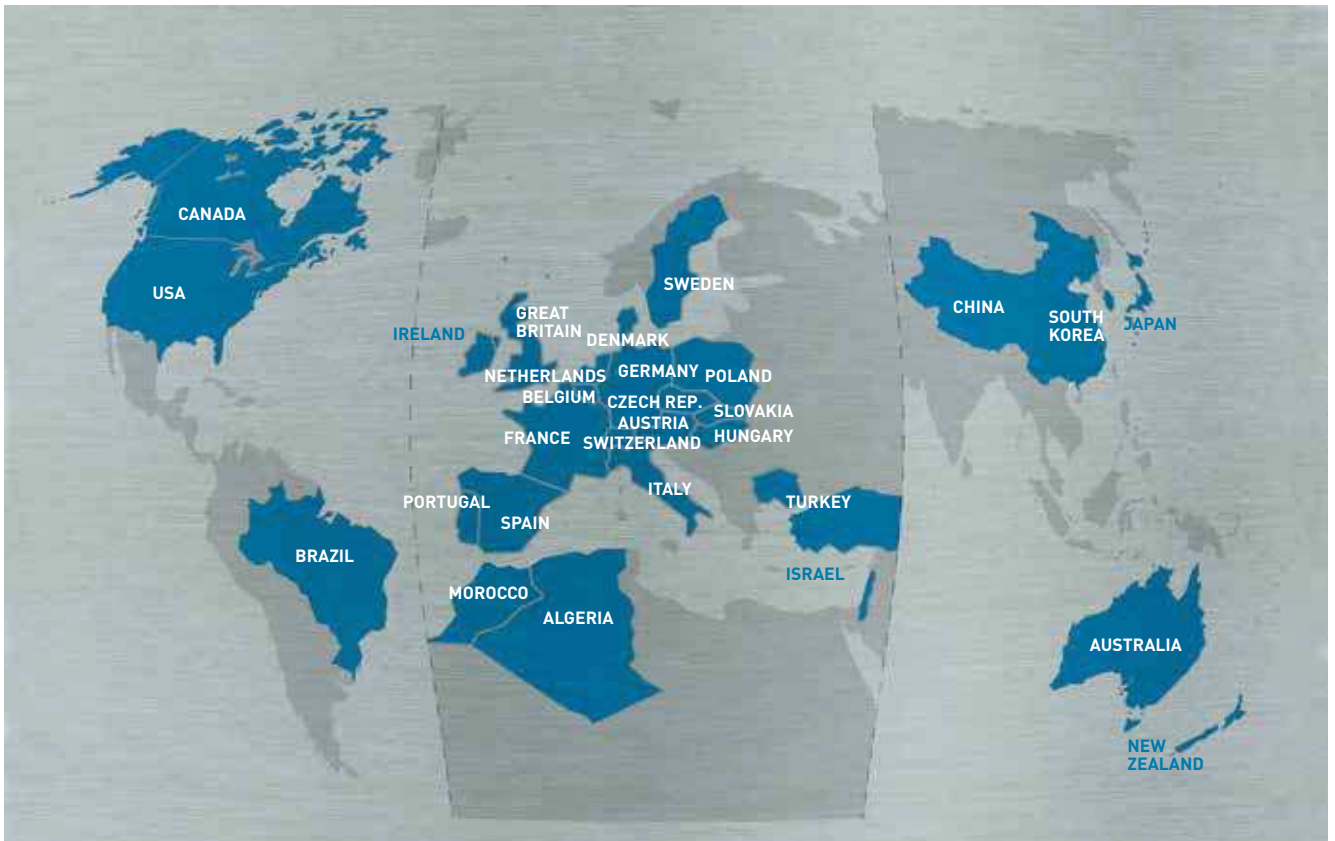 CANADA
USA
BRAZIL
IRELAND
GREAT
BRITAIN
SWEDEN
DENMARK
NETHERLANDS
GERMANY
POLAND
BELGIUM
CZECH REP.
SLOVAKIA
AUSTRIA
FRANCE
SWITZERLAND
HUNGARY
PORTUGAL
SPAIN
ITALY
TURKEY
MOROCCO
ALGERIA
ISRAEL
CHINA
SOUTH
KOREA
JAPAN
AUSTRALIA
NEW
ZEALAND